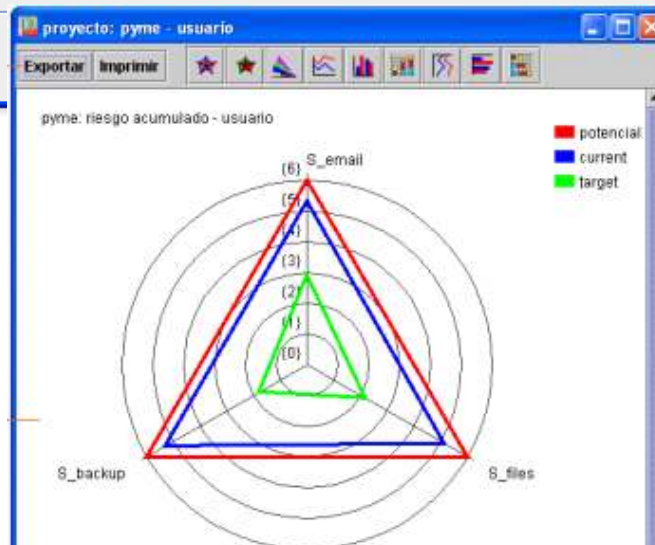 proyecto: pyme - usuario
Exportar Imprimir
pyme: riesgo acumulado - usuario
potencial
current
target
S_email
{6}
{5}
{4}
{3}
{2}
{1}
{0}
S_backup
S_files